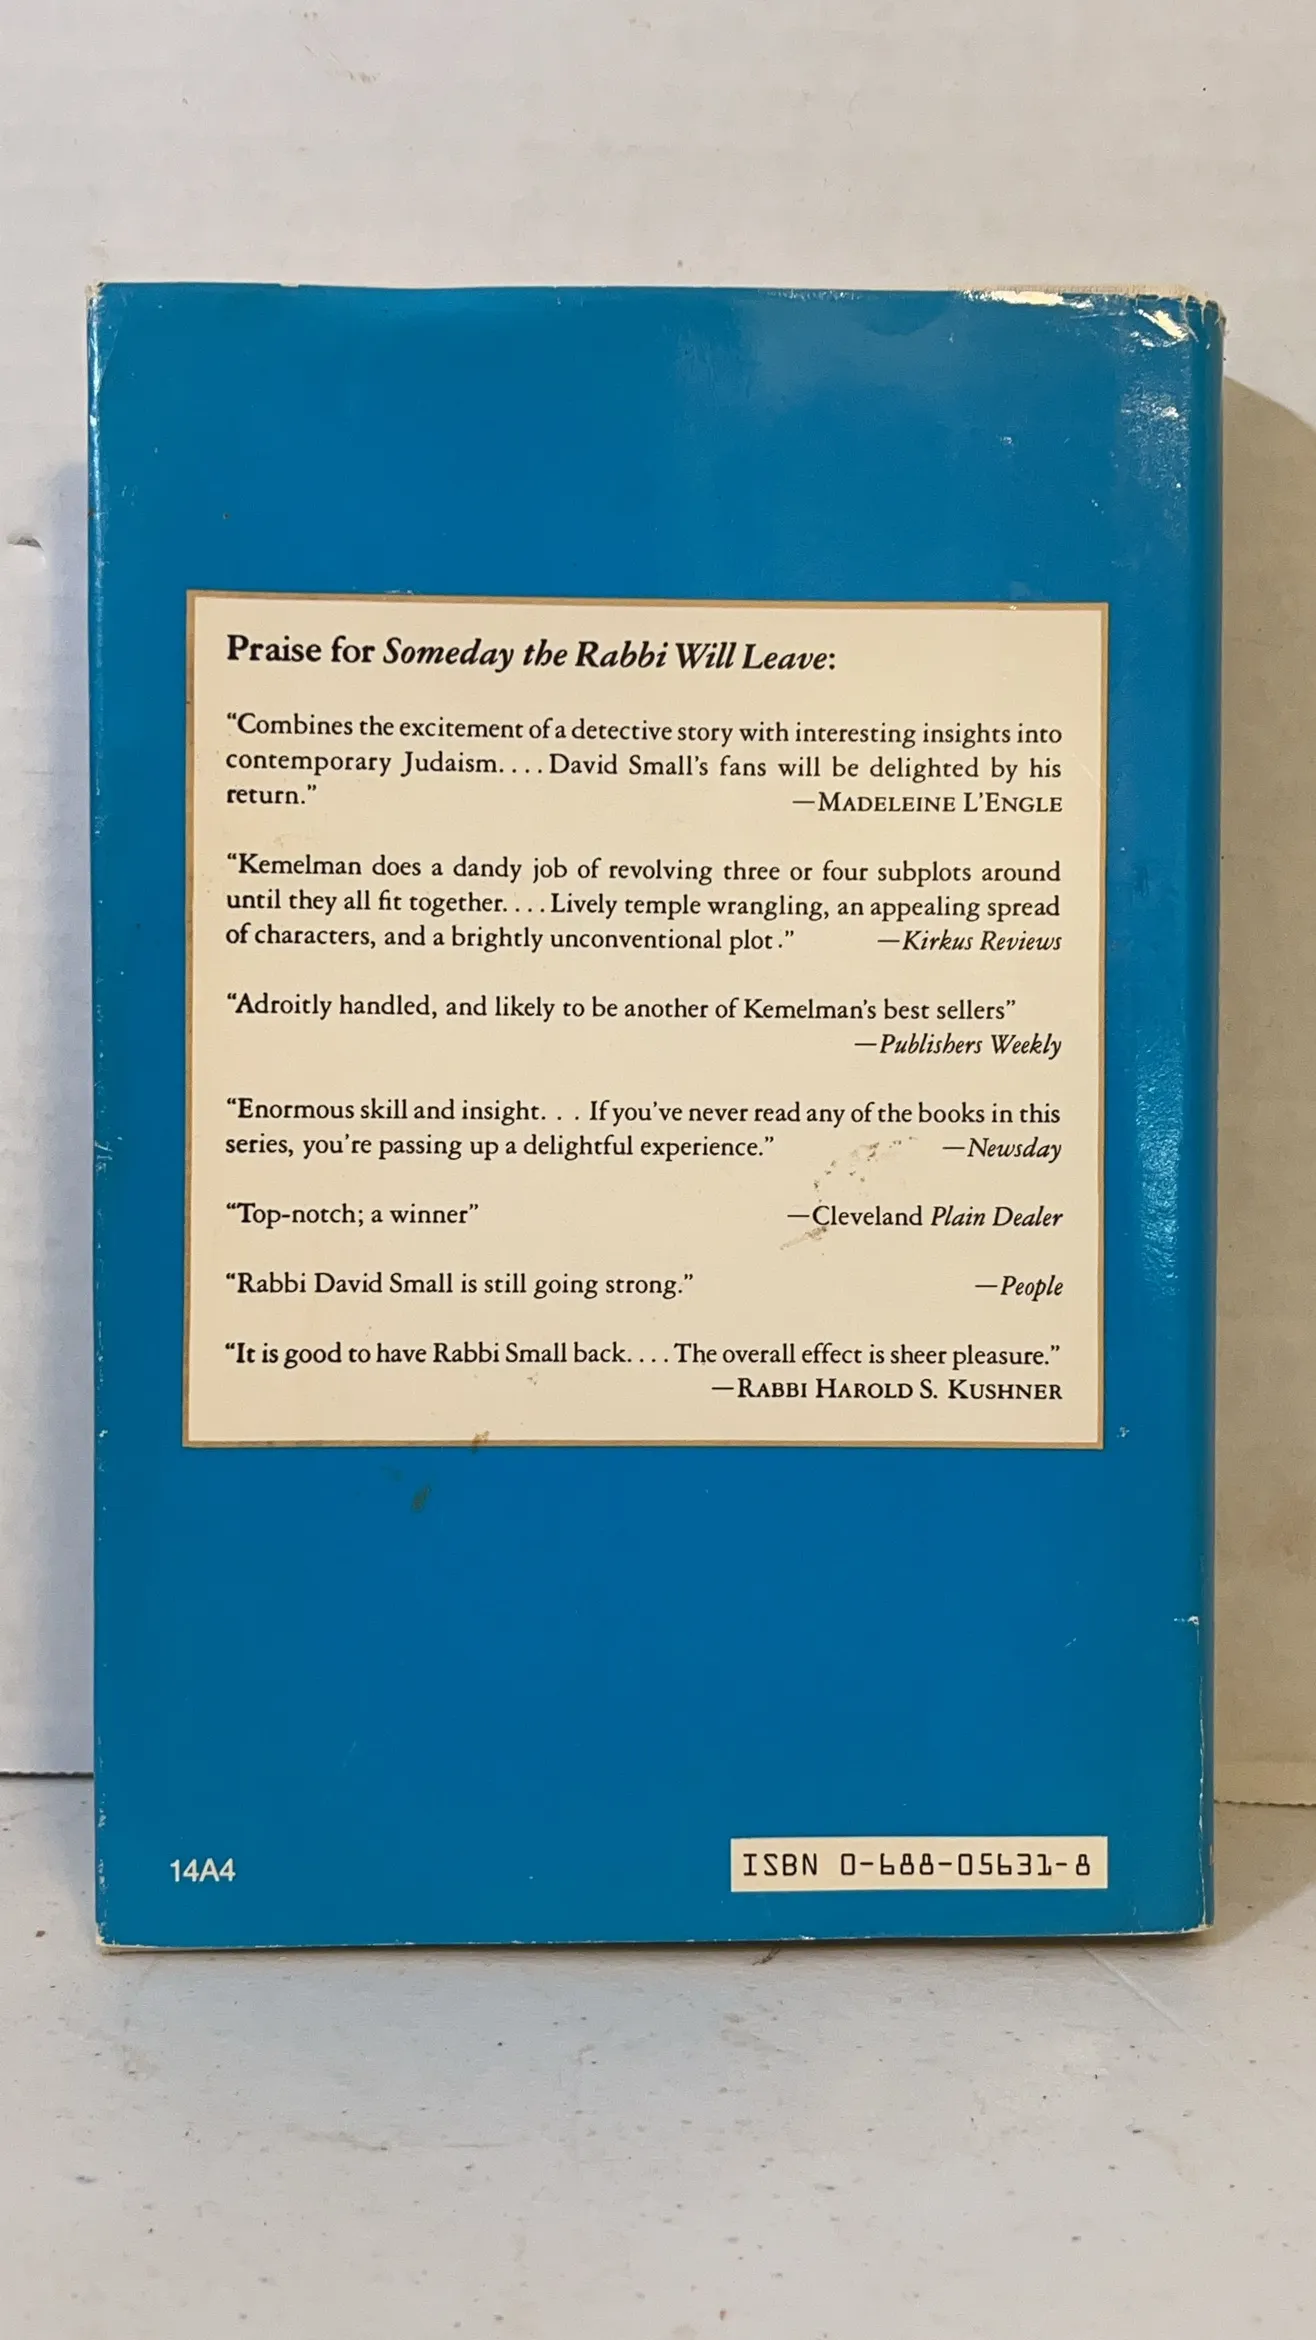 Praise for Someday the Rabbi Will Leave:
“Combines the excitement of a detective story with interesting insights into
contemporary Judaism. . . . David Small’s fans will be delighted by his
return.” —MADELEINE L’ENGLE
“Kemelman does a dandy job of revolving three or four subplots around
until they all fit together. . . . Lively temple wrangling, an appealing spread
of characters, and a brightly unconventional plot.” —Kirkus Reviews
“Adroitly handled, and likely to be another of Kemelman’s best sellers”
—Publishers Weekly
“Enormous skill and insight. . . If you’ve never read any of the books in this
series, you’re passing up a delightful experience.” —Newsday
“Top-notch; a winner” —Cleveland Plain Dealer
“Rabbi David Small is still going strong.” —People
“It is good to have Rabbi Small back. . . . The overall effect is sheer pleasure.”
—RABBI HAROLD S. KUSHNER
14A4
ISBN 0-688-05631-8